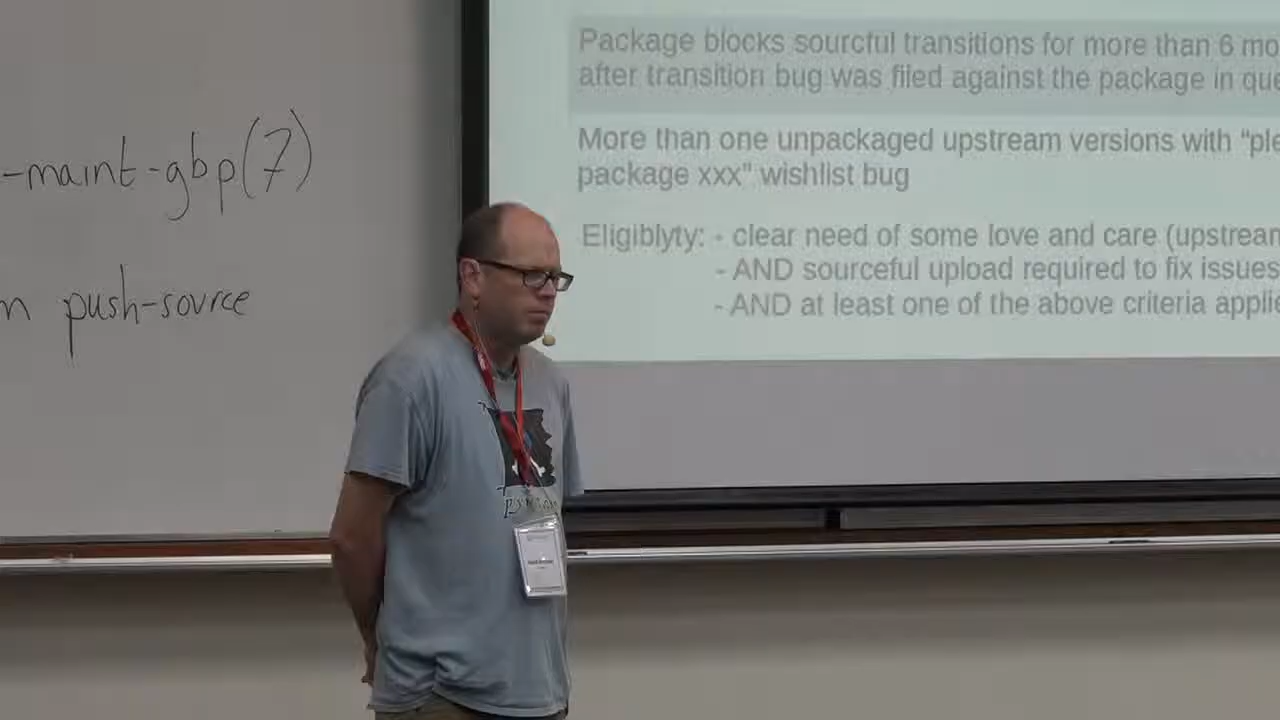 -maint-gbp(7)
push-source
Package blocks sourcful transitions for more than 6 mo
after transition bug was filed against the package in que
More than one unpackaged upstream versions with "ple
package xxx" wishlist bug
Eligiblyty: - clear need of some love and care (upstream
- AND sourceful upload required to fix issues
- AND at least one of the above criteria applie